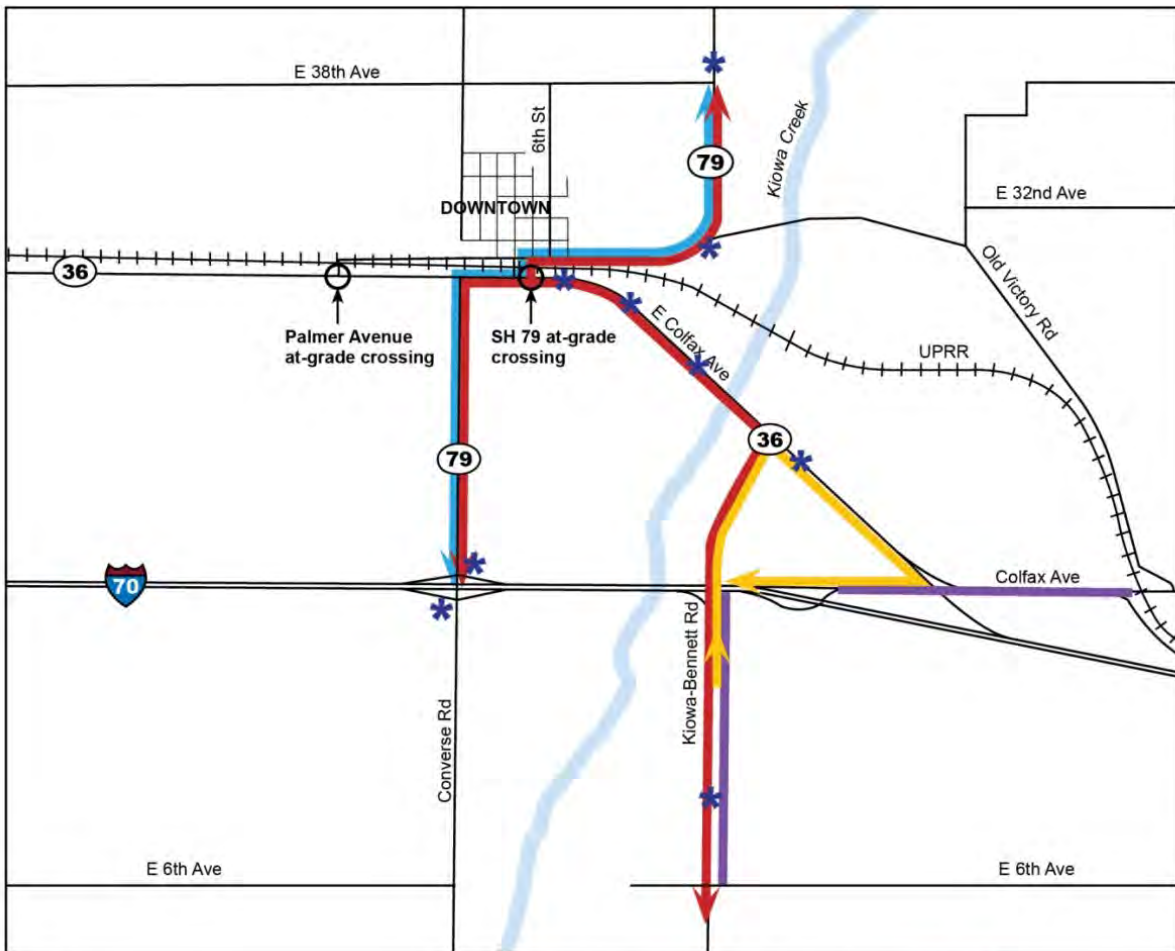 E 38th Ave
6th St
79
Kiowa Creek
E 32nd Ave
DOWNTOWN
Old Victory Rd
36
Palmer Avenue
at-grade crossing
SH 79 at-grade
crossing
E Colfax Ave
UPRR
36
79
70
Colfax Ave
Kiowa-Bennett Rd
Converse Rd
E 6th Ave
E 6th Ave